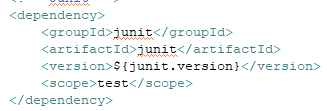 <dependency>
<groupId>junit</groupId>
<artifactId>junit</artifactId>
<version>${junit.version}</version>
<scope>test</scope>
</dependency>